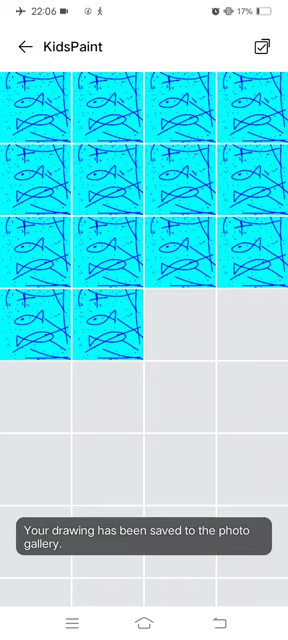 22:06
17%
KidsPaint
Your drawing has been saved to the photo
gallery.